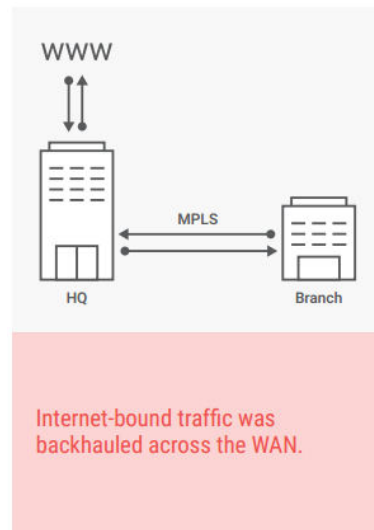 WWW
MPLS
HQ
Branch
Internet-bound traffic was
backhauled across the WAN.